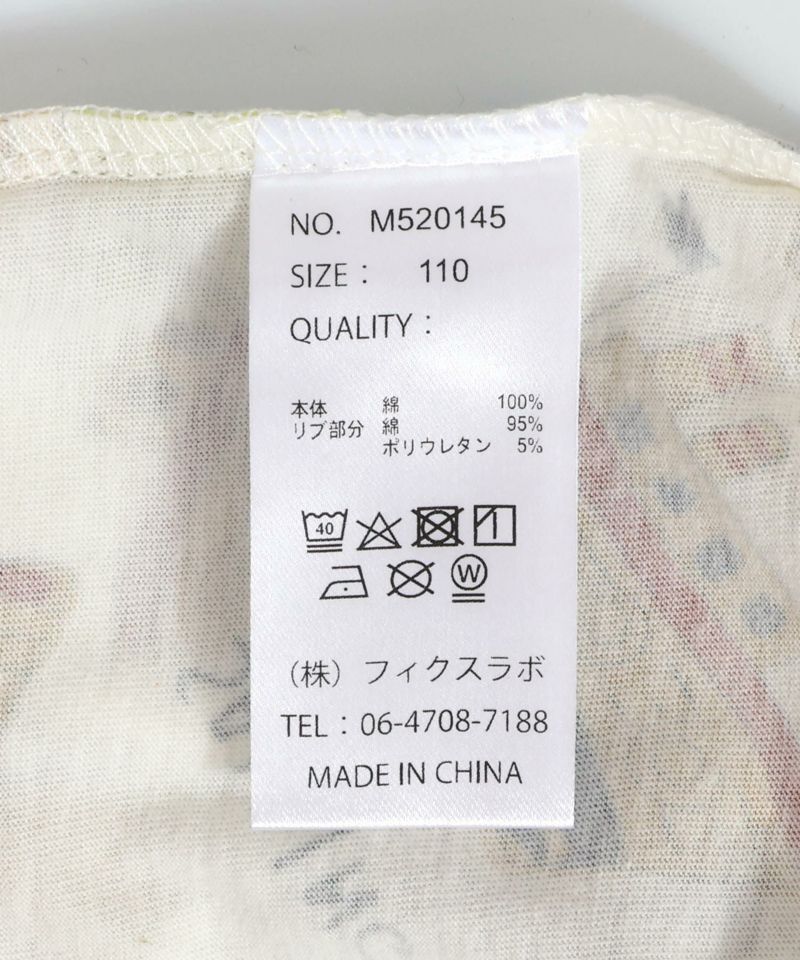 NO. M520145
SIZE： 110
QUALITY：
本体 綿 100%
リブ部分 綿 95%
ポリウレタン 5%
40
W
（株）フィクスラボ
TEL：06-4708-7188
MADE IN CHINA